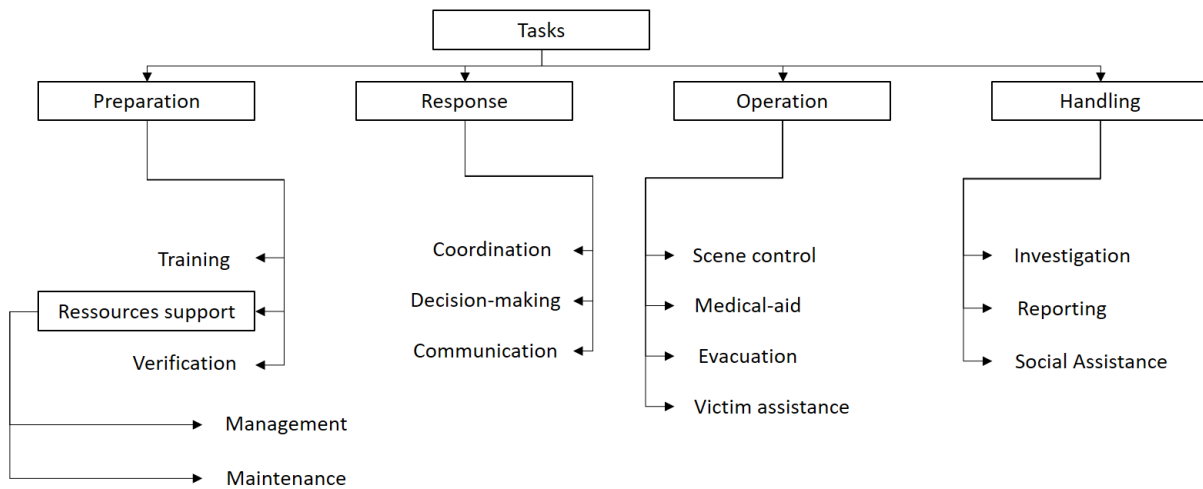 Tasks
Preparation
Response
Operation
Handling
Training
Ressources support
Verification
Management
Maintenance
Coordination
Decision-making
Communication
Scene control
Medical-aid
Evacuation
Victim assistance
Investigation
Reporting
Social Assistance